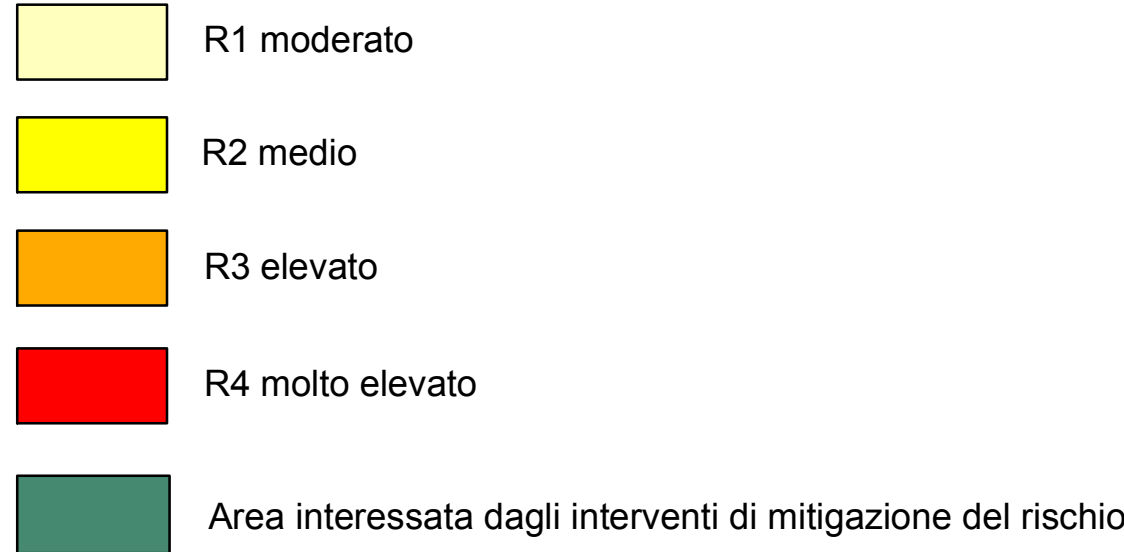 R1 moderato
R2 medio
R3 elevato
R4 molto elevato
Area interessata dagli interventi di mitigazione del rischio